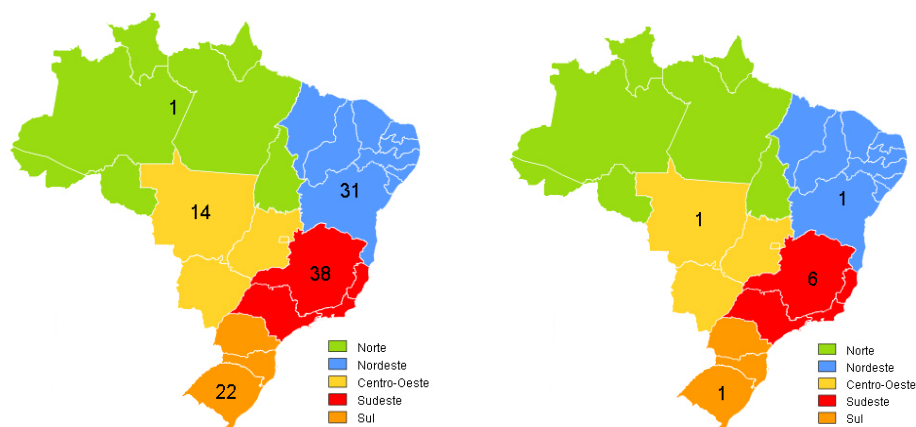 1
31
14
38
22
Norte
Nordeste
Centro-Oeste
Sudeste
Sul
1
1
6
1
Norte
Nordeste
Centro-Oeste
Sudeste
Sul